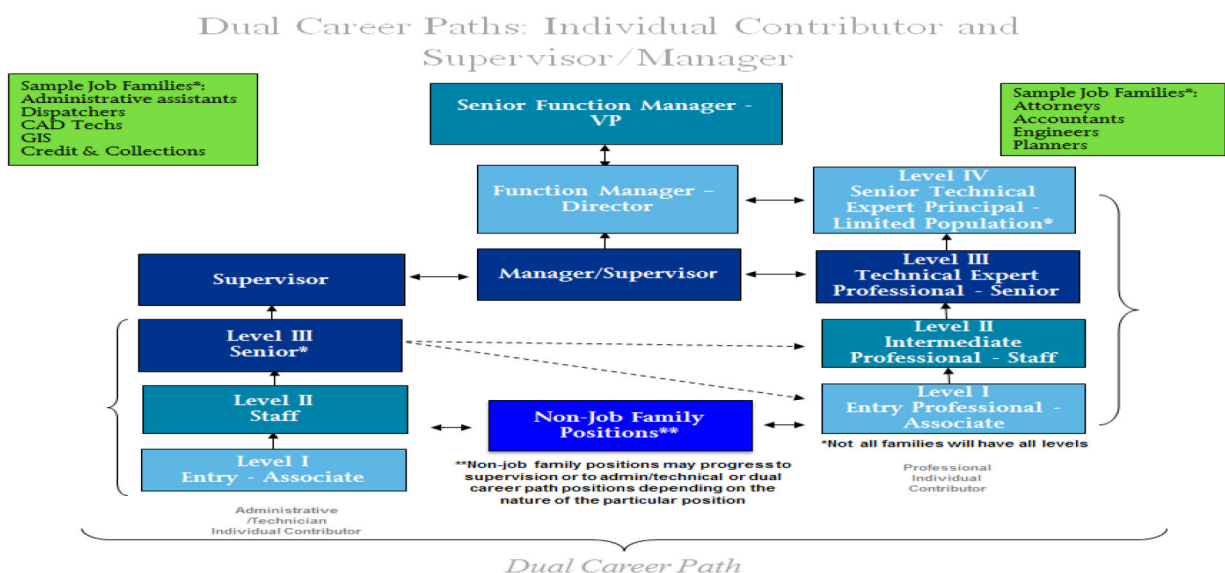 Dual Career Paths: Individual Contributor and
Supervisor/Manager
Sample Job Families*:
Administrative assistants
Dispatchers
CAD Techs
GIS
Credit & Collections
Senior Function Manager -
VP
Sample Job Families*:
Attorneys
Accountants
Engineers
Planners
Function Manager –
Director
Level IV
Senior Technical
Expert Principal -
Limited Population*
Supervisor
Manager/Supervisor
Level III
Technical Expert
Professional - Senior
Level III
Senior*
Level II
Intermediate
Professional - Staff
Level II
Staff
Non-Job Family
Positions**
Level I
Entry Professional -
Associate
*Not all families will have all levels
Level I
Entry - Associate
**Non-job family positions may progress to
supervision or to admin/technical or dual
career path positions depending on the
nature of the particular position
Professional
Individual
Contributor
Administrative
/Technician
Individual Contributor
Dual Career Path